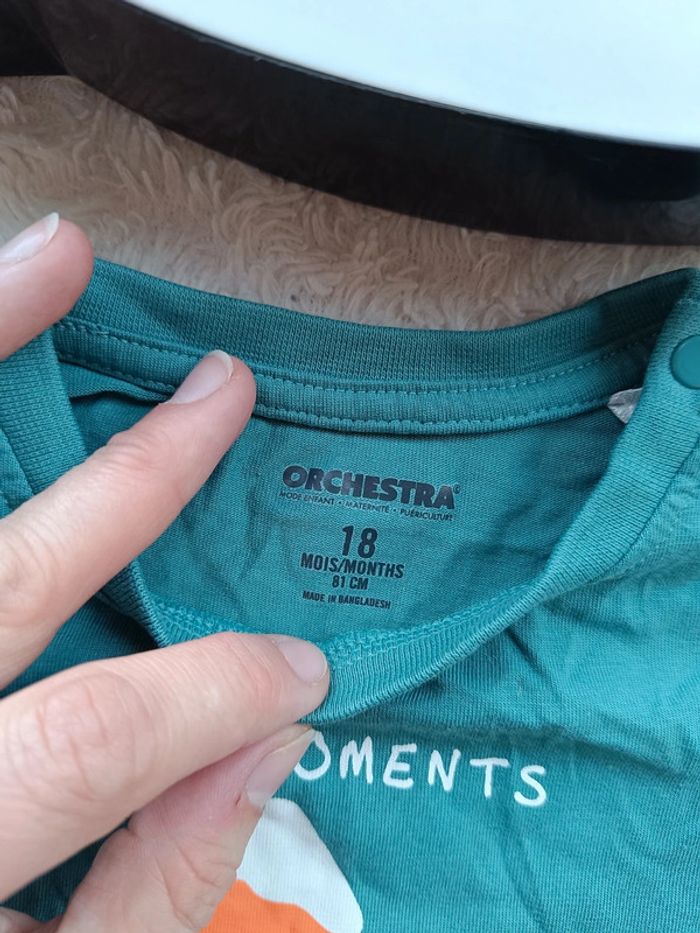 ORCHESTRA
MODE ENFANT • MATERNITÉ • PUÉRICULTURE
18
MOIS/MONTHS
81 CM
MADE IN BANGLADESH
OMENTS